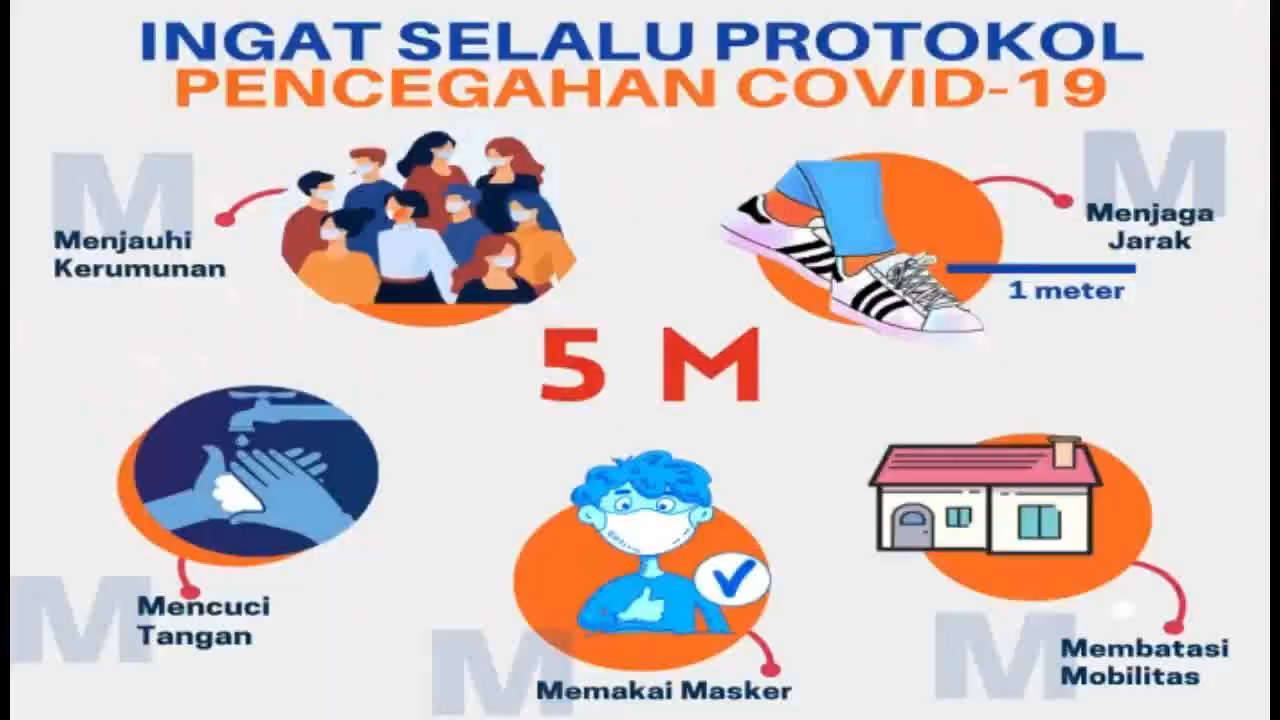 INGAT SELALU PROTOKOL
PENCEGAHAN COVID-19
M
Menjauhi
Kerumunan
M
Menjaga
Jarak
1 meter
5 M
M
Mencuci
Tangan
M
Memakai Masker
M
Membatasi
Mobilitas